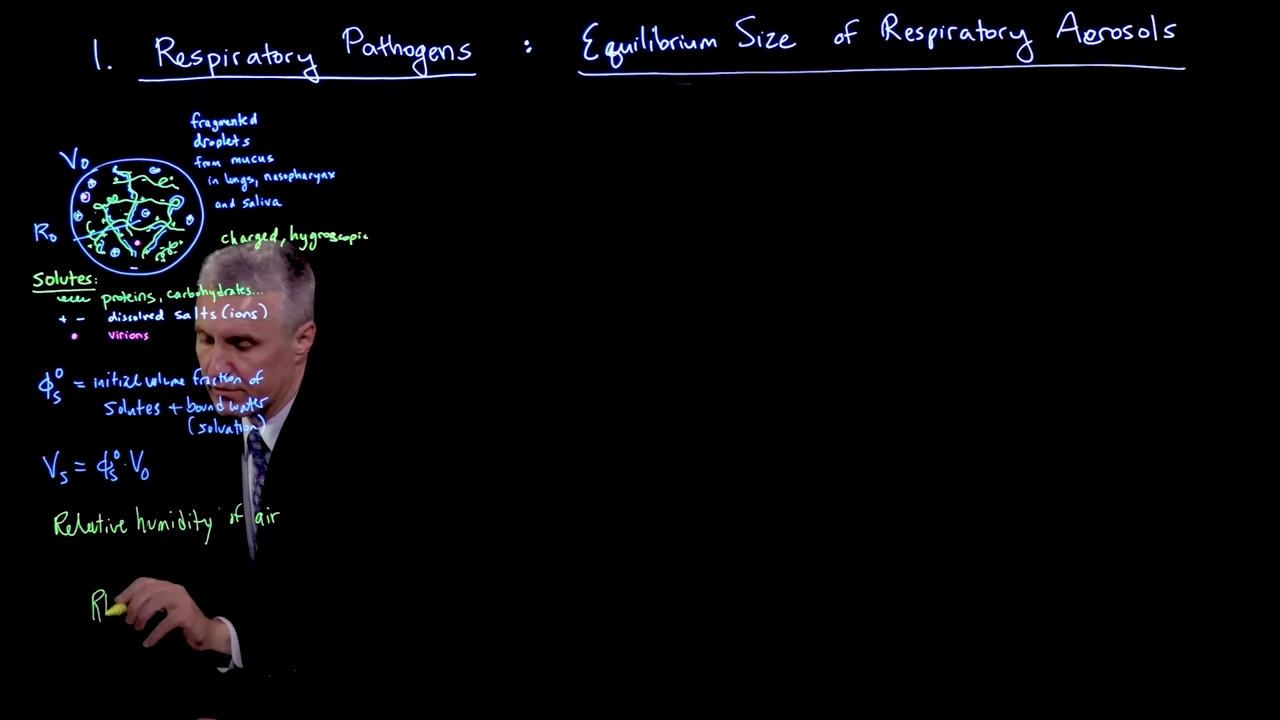 1. Respiratory Pathogens : Equilibrium Size of Respiratory Aerosols
fragmented
droplets
from mucus
in lungs, nasopharynx
and saliva
V₀
R₀
charged, hygroscopic
Solutes:
proteins, carbohydrates...
+ - dissolved salts (ions)
• virions
ϕₛ⁰ = initial volume fraction of
solutes + bound water
(solvation)
Vₛ = ϕₛ⁰ · V₀
Relative humidity of air